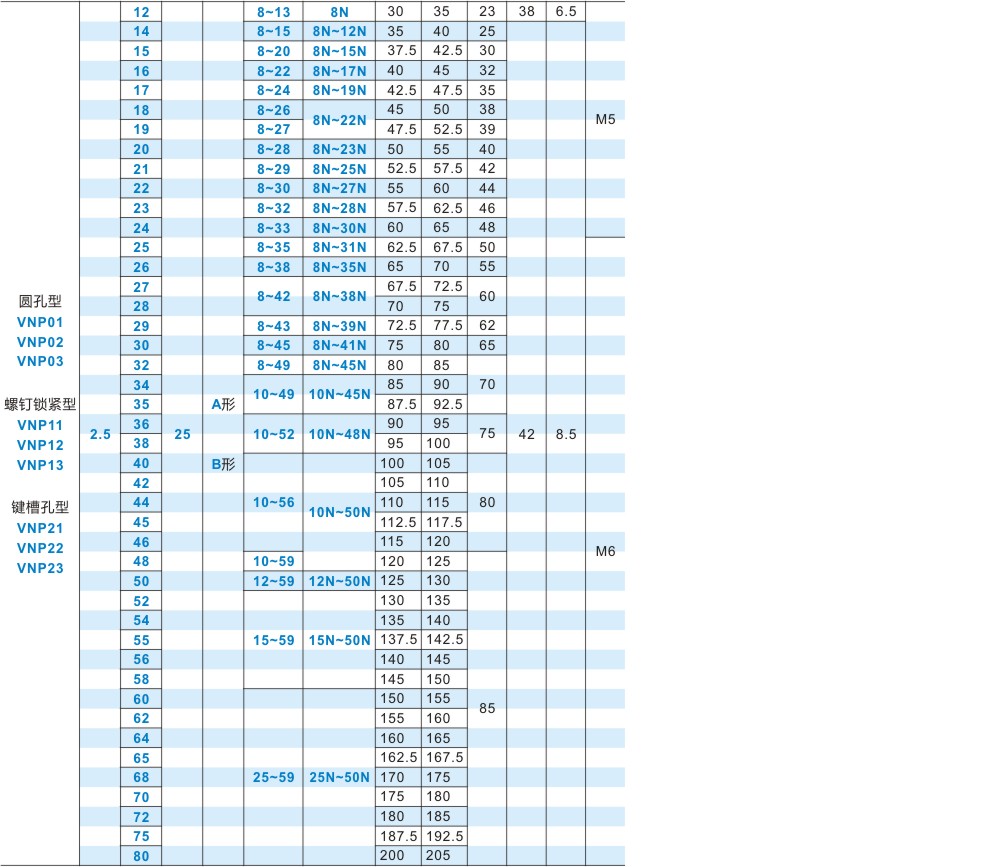 12 8~13 8N 30 35 23 38 6.5
14 8~15 8N~12N 35 40 25
15 8~20 8N~15N 37.5 42.5 30
16 8~22 8N~17N 40 45 32
17 8~24 8N~19N 42.5 47.5 35
18 8~26 8N~22N 45 50 38 M5
19 8~27 47.5 52.5 39
20 8~28 8N~23N 50 55 40
21 8~29 8N~25N 52.5 57.5 42
22 8~30 8N~27N 55 60 44
23 8~32 8N~28N 57.5 62.5 46
24 8~33 8N~30N 60 65 48
25 8~35 8N~31N 62.5 67.5 50
26 8~38 8N~35N 65 70 55
27 8~42 8N~38N 67.5 72.5 60
圆孔型 28 70 75
VNP01 29 8~43 8N~39N 72.5 77.5 62
VNP02 30 8~45 8N~41N 75 80 65
VNP03 32 8~49 8N~45N 80 85
34 10~49 10N~45N 85 90 70
螺钉锁紧型 35 A形 87.5 92.5
VNP11 36 90 95
2.5 25 10~52 10N~48N 75 42 8.5
VNP12 38 95 100
VNP13 40 B形 100 105
42 105 110
键槽孔型 44 10~56 10N~50N 110 115 80
VNP21 45 112.5 117.5
VNP22 46 115 120 M6
VNP23 48 10~59 120 125
50 12~59 12N~50N 125 130
52 130 135
54 135 140
55 15~59 15N~50N 137.5 142.5
56 140 145
58 145 150
60 150 155 85
62 155 160
64 160 165
65 162.5 167.5
68 25~59 25N~50N 170 175
70 175 180
72 180 185
75 187.5 192.5
80 200 205